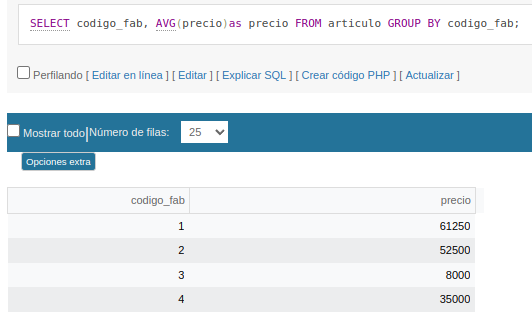 SELECT codigo_fab, AVG(precio)as precio FROM articulo GROUP BY codigo_fab;
Perfilando [ Editar en línea ] [ Editar ] [ Explicar SQL ] [ Crear código PHP ] [ Actualizar ]
Mostrar todo Número de filas: 25
Opciones extra
codigo_fab precio
1 61250
2 52500
3 8000
4 35000